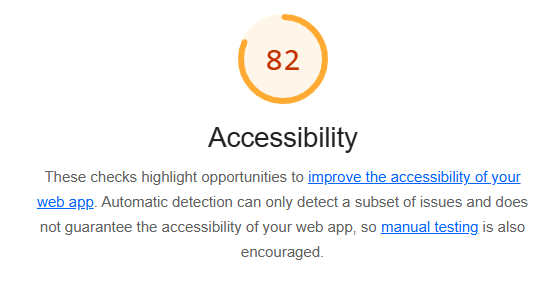 82
Accessibility
These checks highlight opportunities to improve the accessibility of your
web app. Automatic detection can only detect a subset of issues and does
not guarantee the accessibility of your web app, so manual testing is also
encouraged.